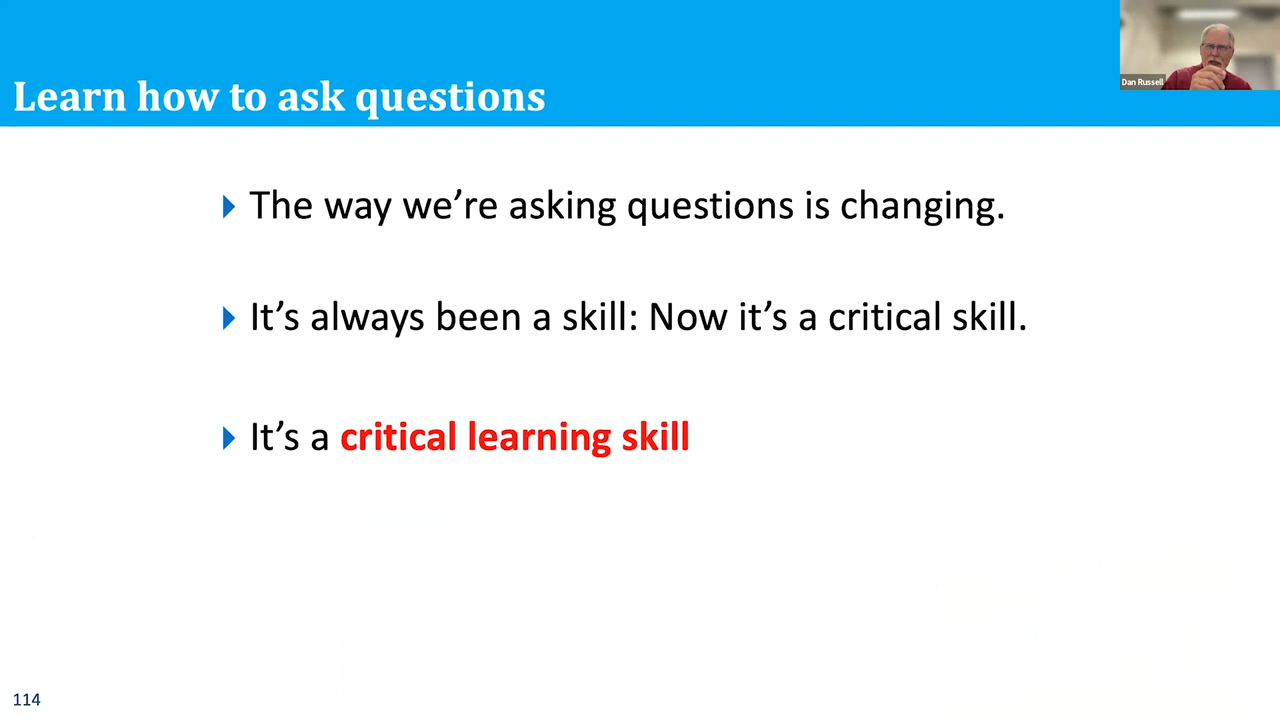 Learn how to ask questions
Dan Russell
The way we’re asking questions is changing.
It’s always been a skill: Now it’s a critical skill.
It’s a critical learning skill
114